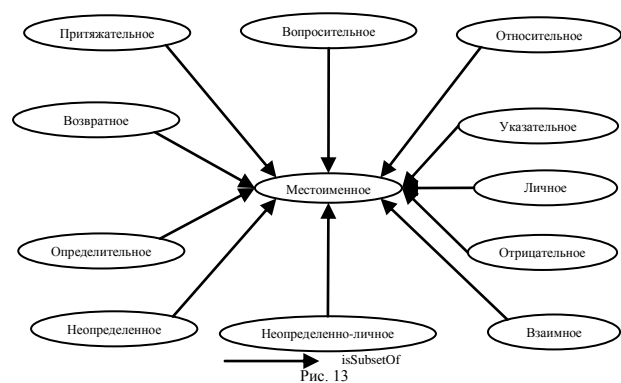 Притяжательное
Вопросительное
Относительное
Возвратное
Указательное
Местоименное
Личное
Определительное
Отрицательное
Неопределенное
Неопределенно-личное
Взаимное
isSubsetOf
Рис. 13